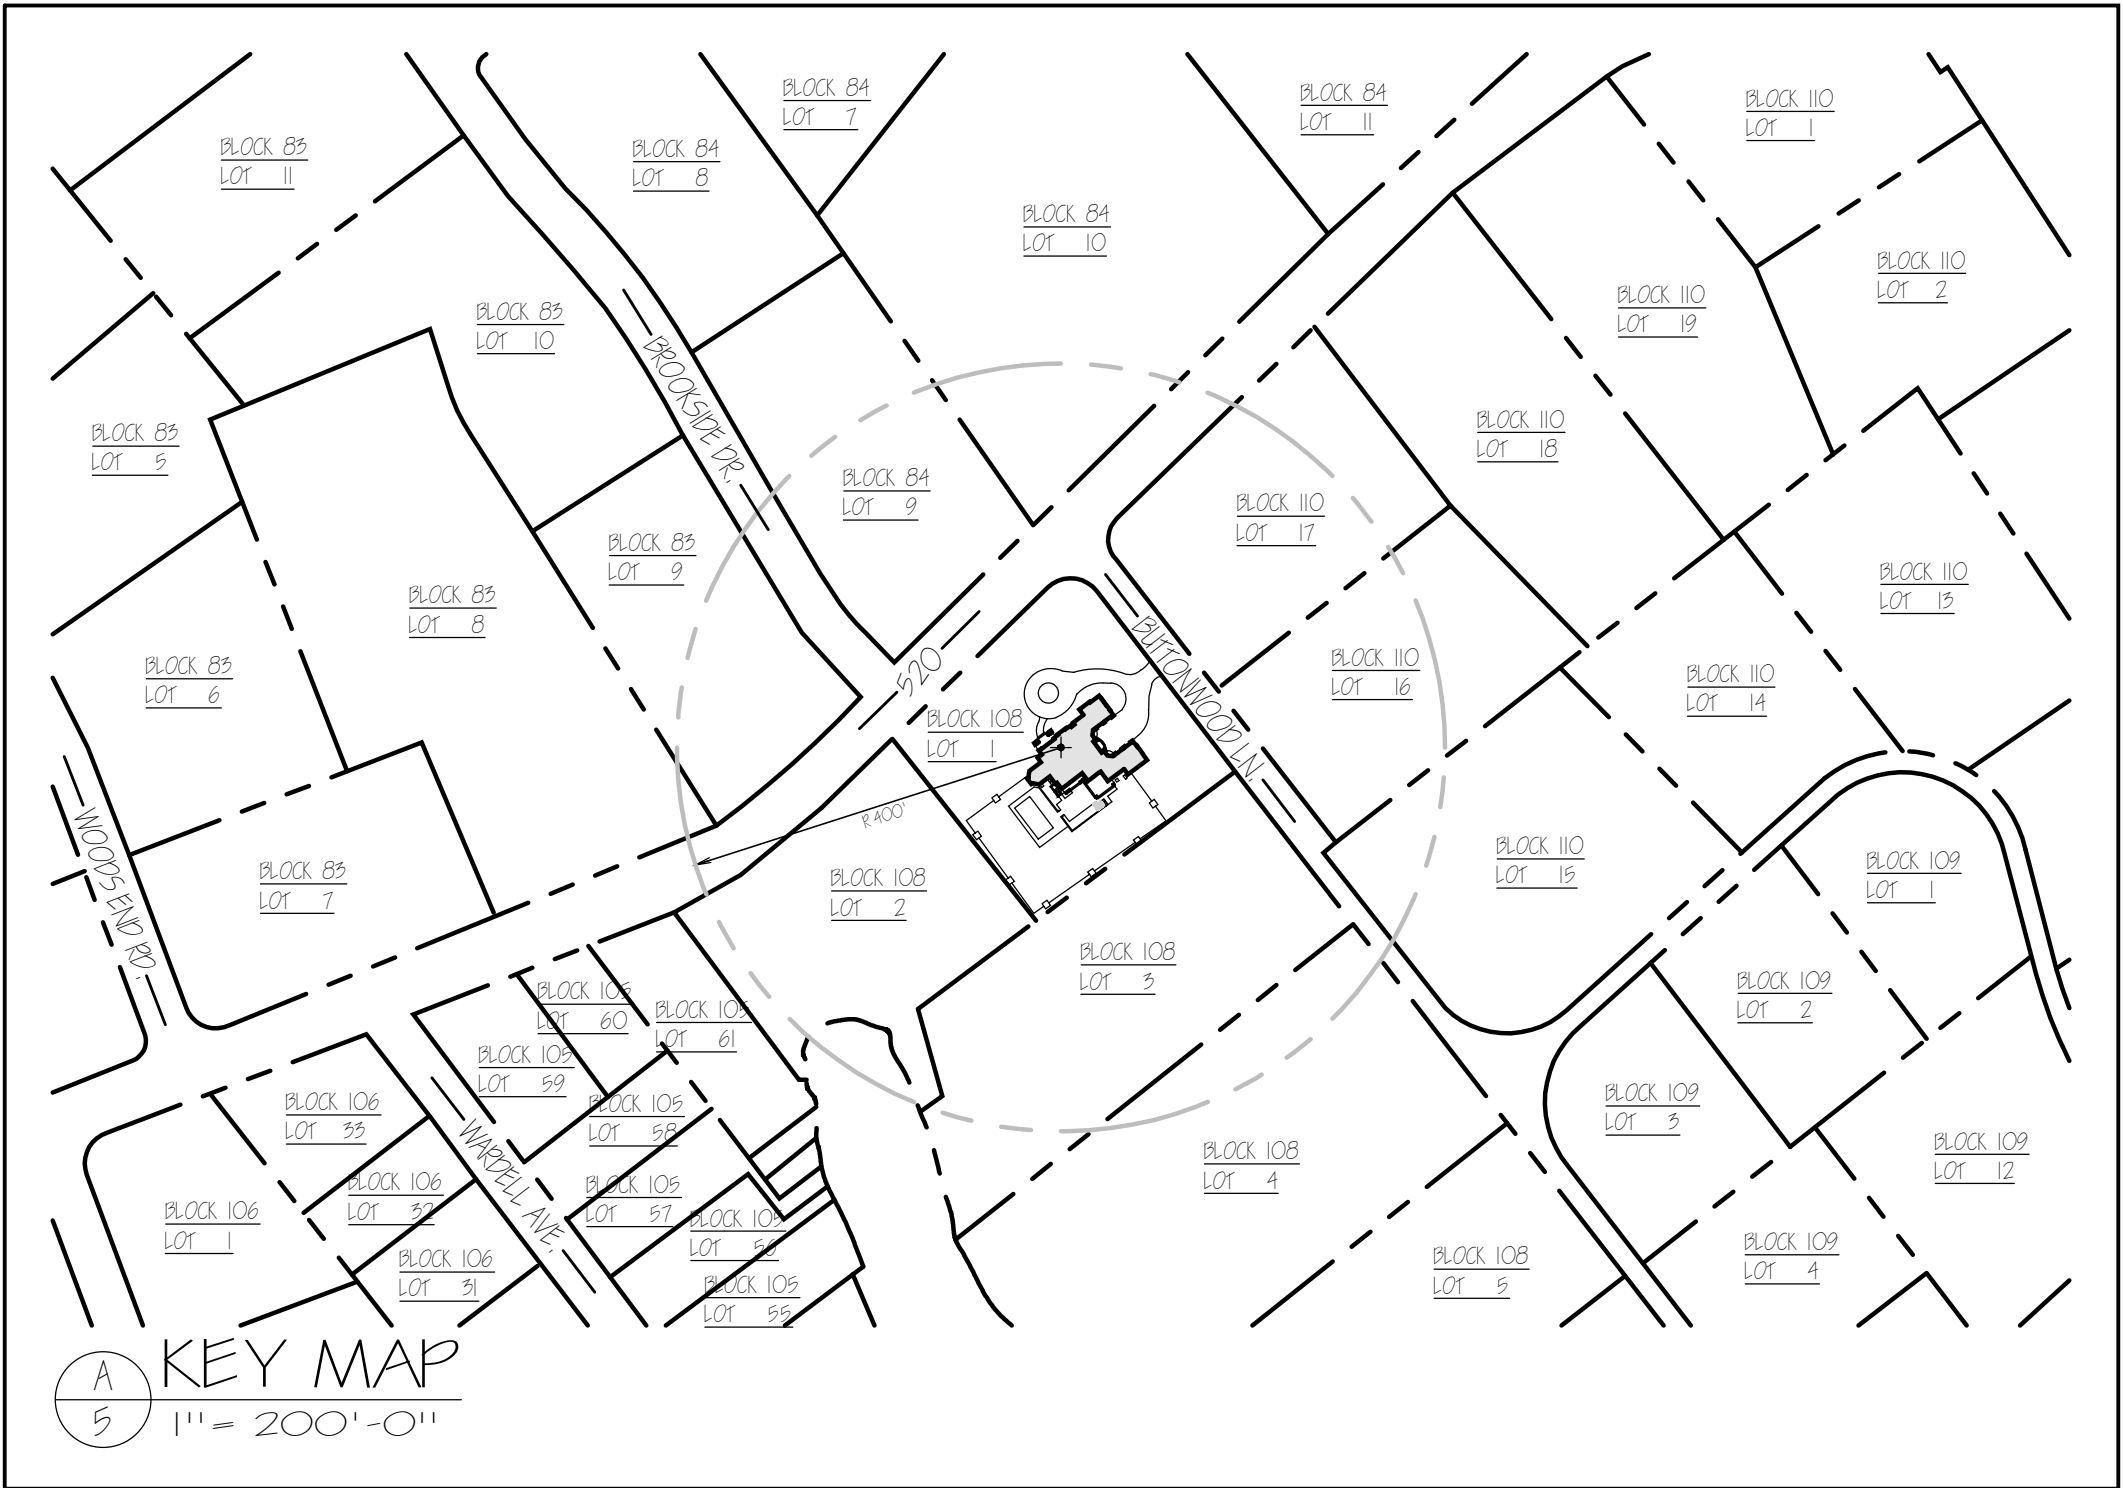 BLOCK 84
LOT 7
BLOCK 84
LOT 11
BLOCK 110
LOT 1
BLOCK 83
LOT 11
BLOCK 84
LOT 8
BLOCK 84
LOT 10
BLOCK 110
LOT 2
BLOCK 83
LOT 10
BLOCK 110
LOT 19
BROOKSIDE DR.
BLOCK 83
LOT 5
BLOCK 110
LOT 18
BLOCK 84
LOT 9
BLOCK 110
LOT 17
BLOCK 83
LOT 9
BLOCK 110
LOT 13
BLOCK 83
LOT 8
BLOCK 83
LOT 6
520
BUTTONWOOD LN.
BLOCK 110
LOT 16
BLOCK 110
LOT 14
BLOCK 108
LOT 1
R 400'
WOODS END RD.
BLOCK 83
LOT 7
BLOCK 108
LOT 2
BLOCK 110
LOT 15
BLOCK 109
LOT 1
BLOCK 108
LOT 3
BLOCK 109
LOT 2
BLOCK 105
LOT 60
BLOCK 105
LOT 61
BLOCK 105
LOT 59
BLOCK 106
LOT 33
BLOCK 105
LOT 58
BLOCK 109
LOT 3
WARDELL AVE.
BLOCK 108
LOT 4
BLOCK 109
LOT 12
BLOCK 106
LOT 32
BLOCK 105
LOT 57
BLOCK 106
LOT 1
BLOCK 105
LOT 56
BLOCK 106
LOT 31
BLOCK 105
LOT 55
BLOCK 108
LOT 5
BLOCK 109
LOT 4
A
5
KEY MAP
1"= 200'-0"